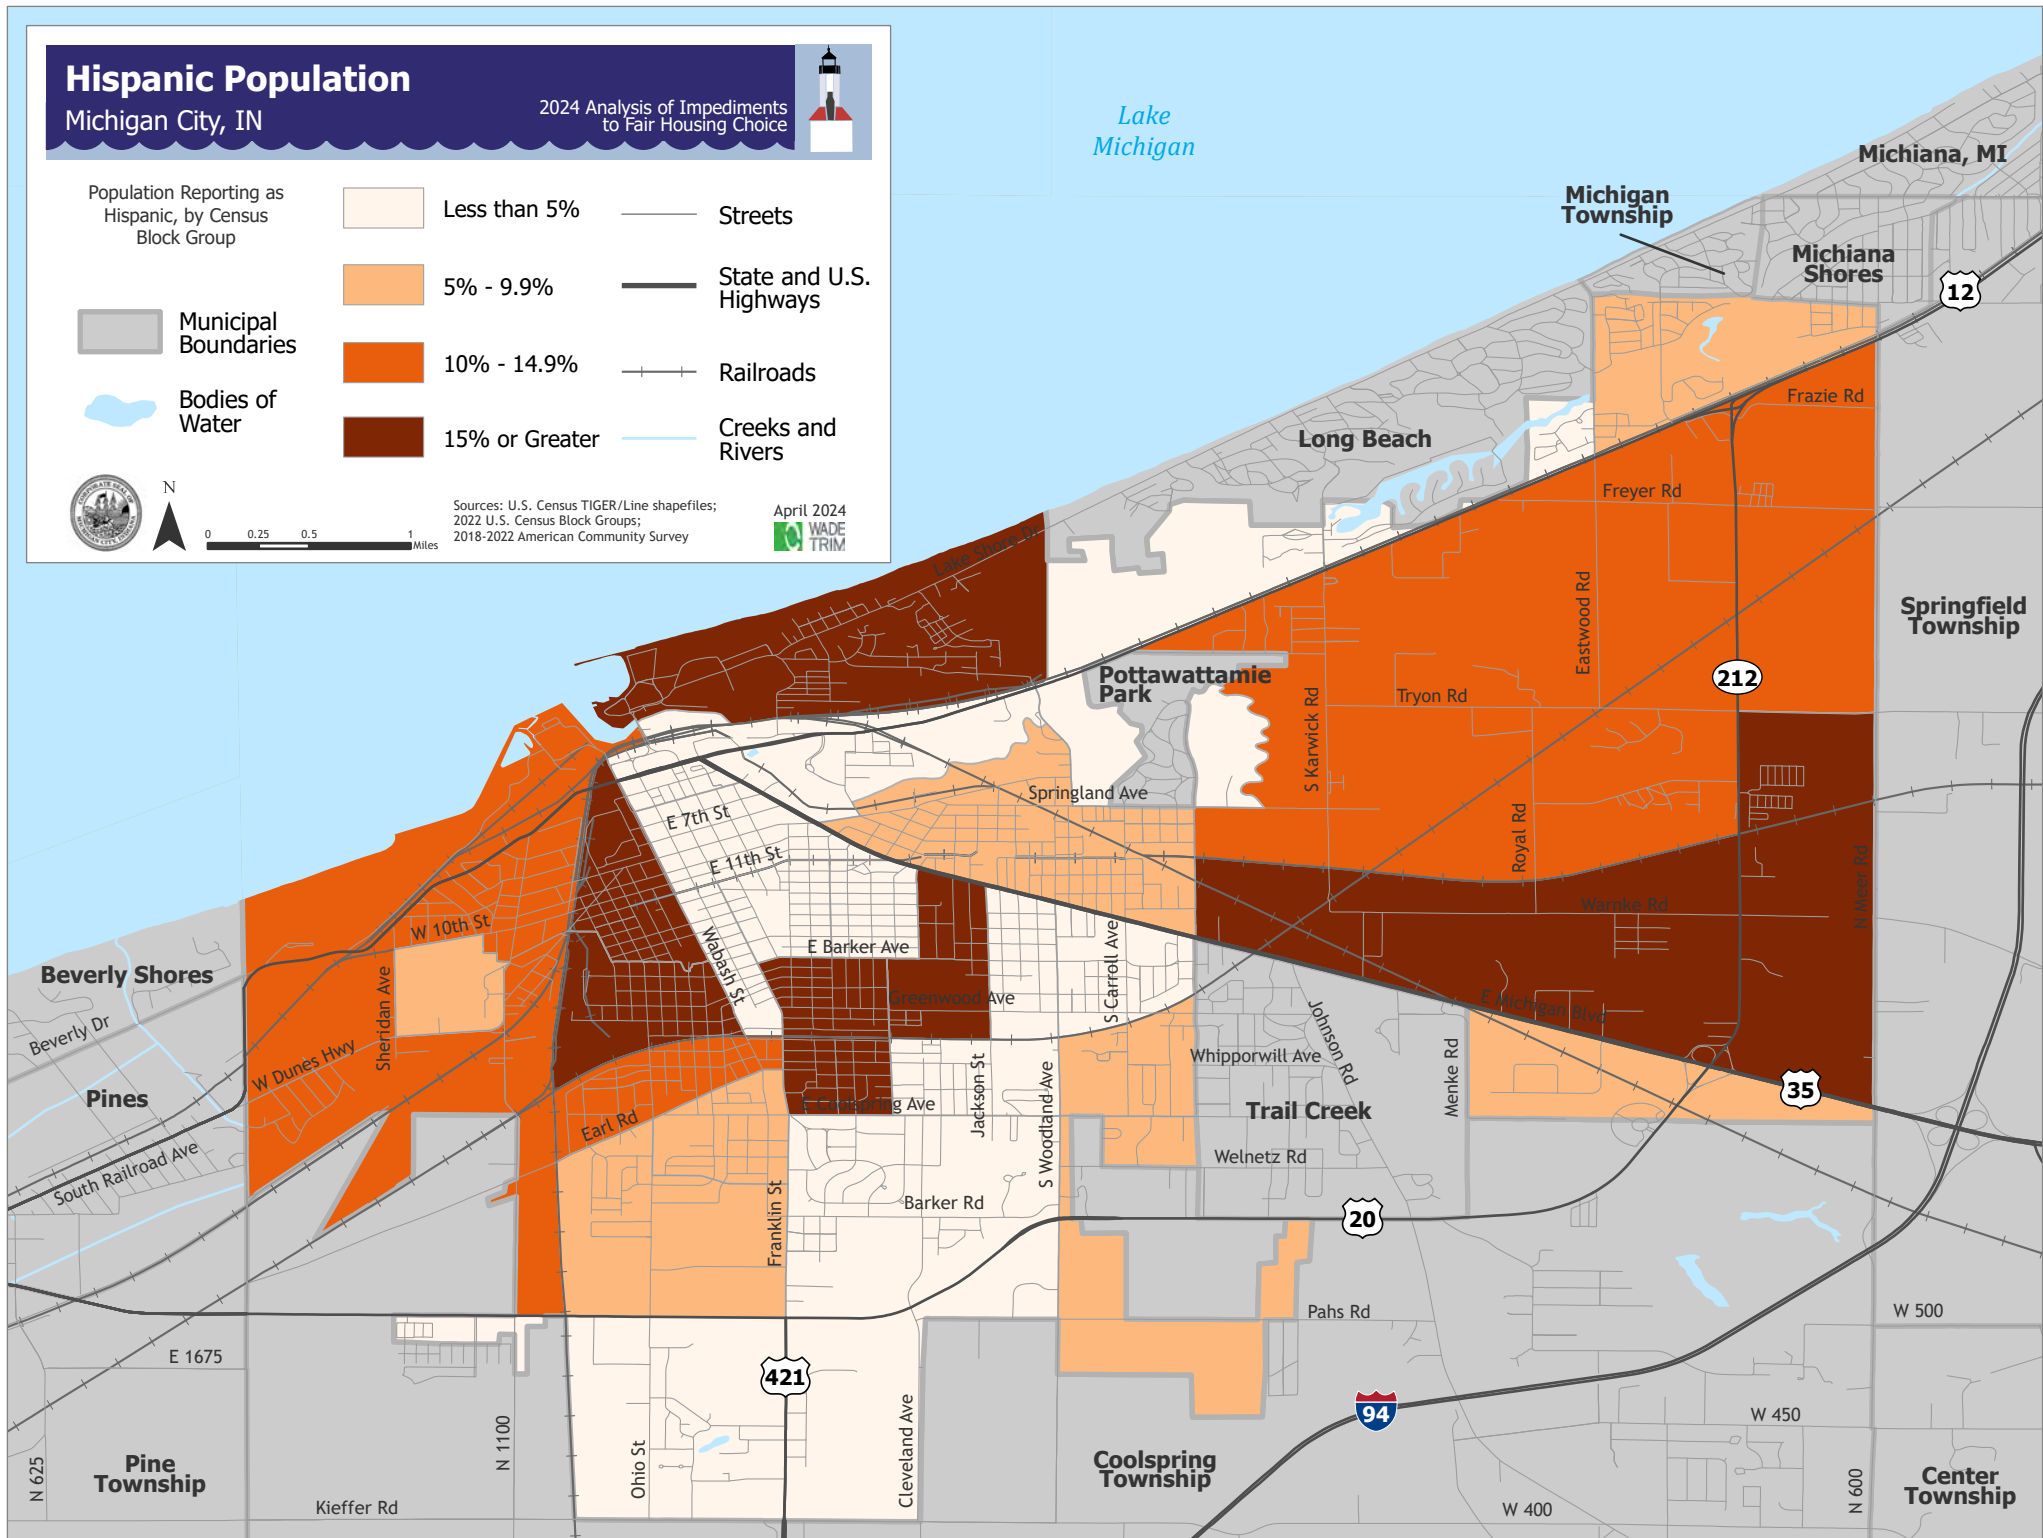 Hispanic Population
Michigan City, IN
2024 Analysis of Impediments
to Fair Housing Choice
Population Reporting as
Hispanic, by Census
Block Group
Municipal
Boundaries
Bodies of
Water
Less than 5%
5% - 9.9%
10% - 14.9%
15% or Greater
Streets
State and U.S.
Highways
Railroads
Creeks and
Rivers
N
0 0.25 0.5 1
Miles
Sources: U.S. Census TIGER/Line shapefiles;
2022 U.S. Census Block Groups;
2018-2022 American Community Survey
April 2024
WADE
TRIM
Lake
Michigan
Michiana, MI
Michigan
Township
Michiana
Shores
12
Frazie Rd
Long Beach
Freyer Rd
Lake Shore Dr
Eastwood Rd
Springfield
Township
Pottawattamie
Park
212
S Karwick Rd
Tryon Rd
Springland Ave
E 7th St
Royal Rd
E 11th St
N Meer Rd
Warnke Rd
W 10th St
Wabash St
E Barker Ave
S Carroll Ave
Beverly Shores
Sheridan Ave
Greenwood Ave
E Michigan Blvd
Johnson Rd
Beverly Dr
W Dunes Hwy
Whipporwill Ave
Menke Rd
35
Pines
Jackson St
S Woodland Ave
E Coolspring Ave
Trail Creek
Earl Rd
Welnetz Rd
South Railroad Ave
Franklin St
Barker Rd
20
Pahs Rd
W 500
E 1675
421
94
W 450
N 1100
Ohio St
Cleveland Ave
Pine
Township
N 625
Coolspring
Township
N 600
Center
Township
Kieffer Rd
W 400